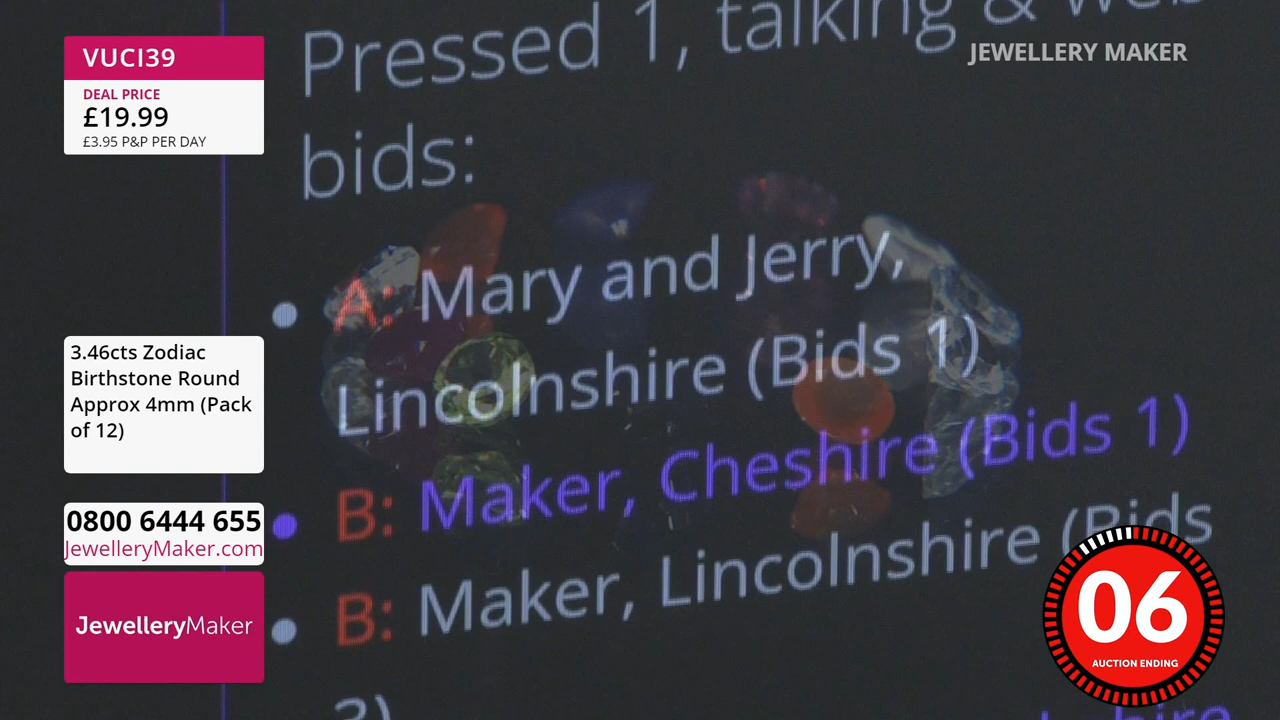 VUCI39
DEAL PRICE
£19.99
£3.95 P&P PER DAY
JEWELLERY MAKER
Pressed 1, talking & web
bids:
A: Mary and Jerry,
Lincolnshire (Bids 1)
B: Maker, Cheshire (Bids 1)
B: Maker, Lincolnshire (Bids
3)
3.46cts Zodiac
Birthstone Round
Approx 4mm (Pack
of 12)
0800 6444 655
JewelleryMaker.com
JewelleryMaker
06
AUCTION ENDING